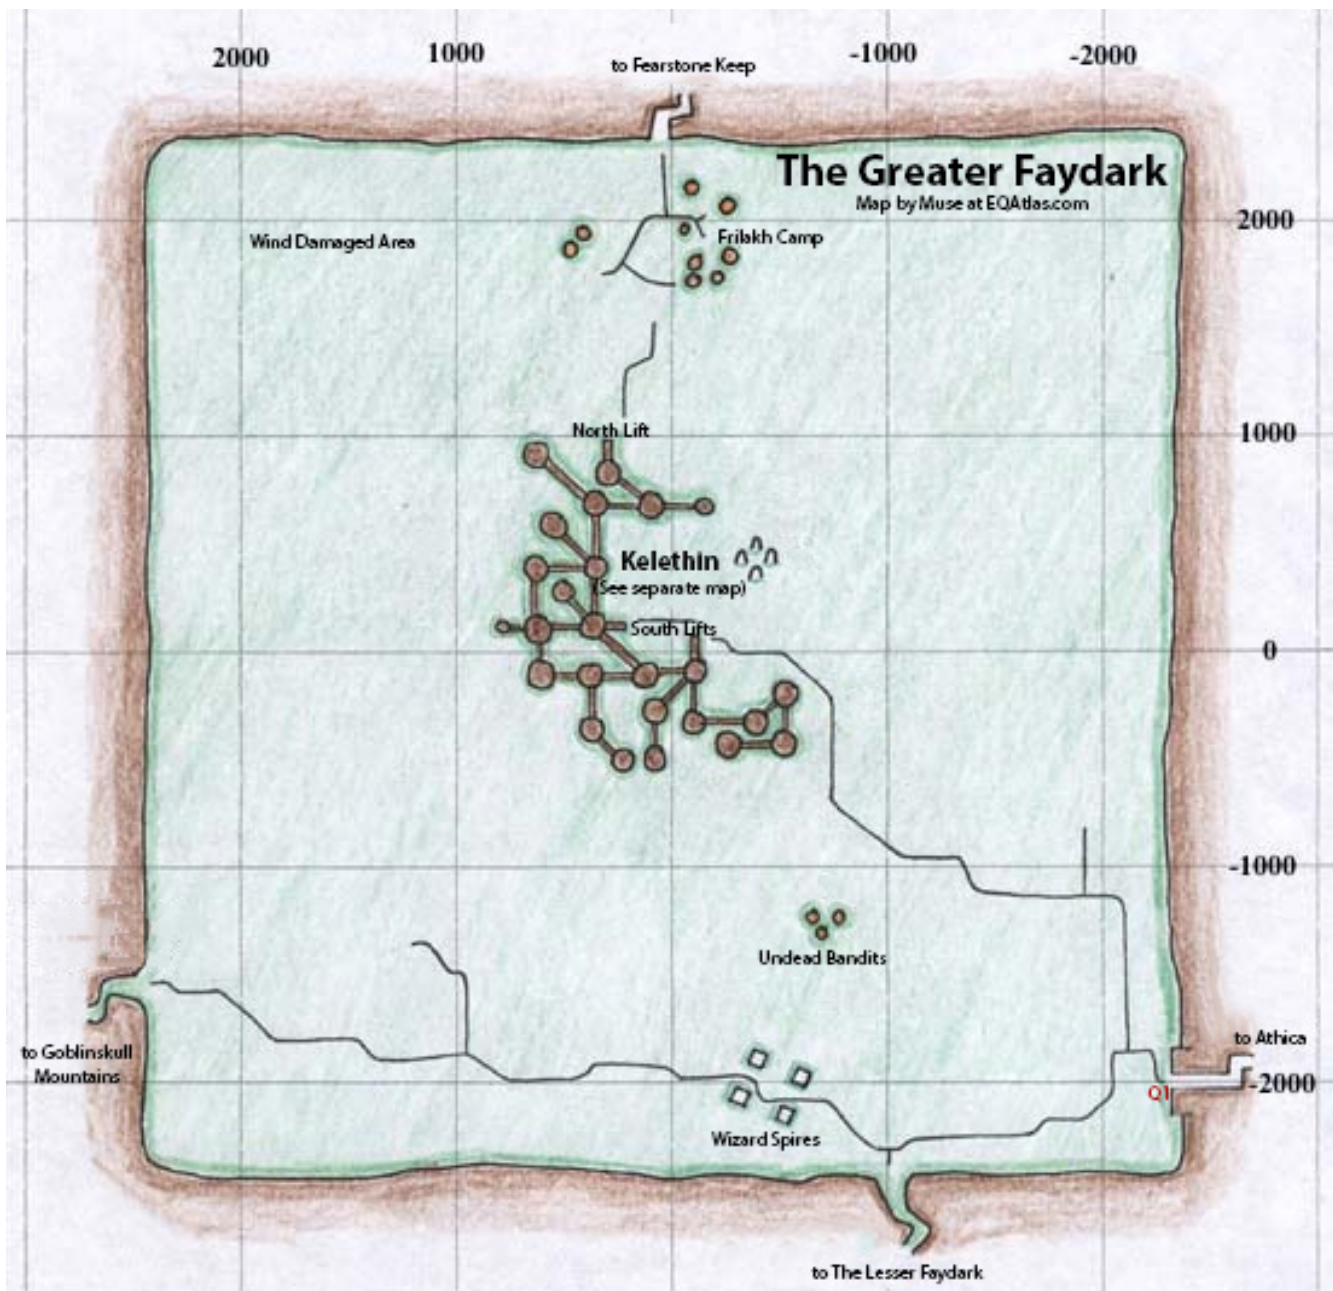 2000
1000
to Fearstone Keep
-1000
-2000
The Greater Faydark
Map by Muse at EQAtlas.com
2000
Wind Damaged Area
Frilakh Camp
North Lift
1000
Kelethin
(See separate map)
South Lifts
0
-1000
Undead Bandits
to Goblinskull
Mountains
to Athica
-2000
Q1
Wizard Spires
to The Lesser Faydark